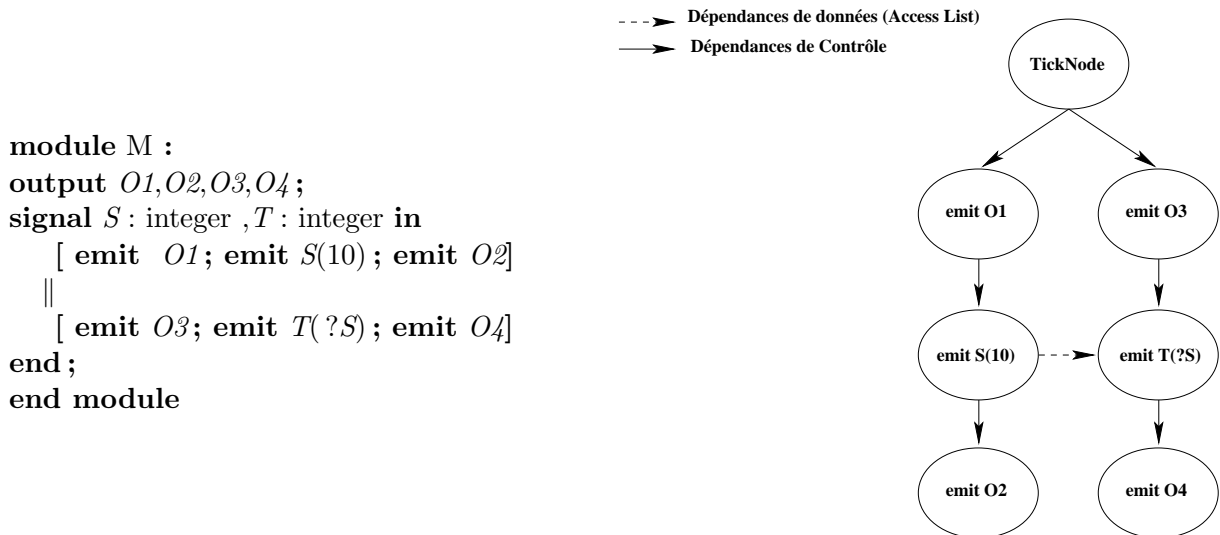 Dépendances de données (Access List)
Dépendances de Contrôle
module M :
output O1,O2,O3,O4 ;
signal S : integer , T : integer in
[ emit O1 ; emit S(10) ; emit O2]
||
[ emit O3 ; emit T( ?S) ; emit O4]
end ;
end module
TickNode
emit O1
emit O3
emit S(10)
emit T(?S)
emit O2
emit O4